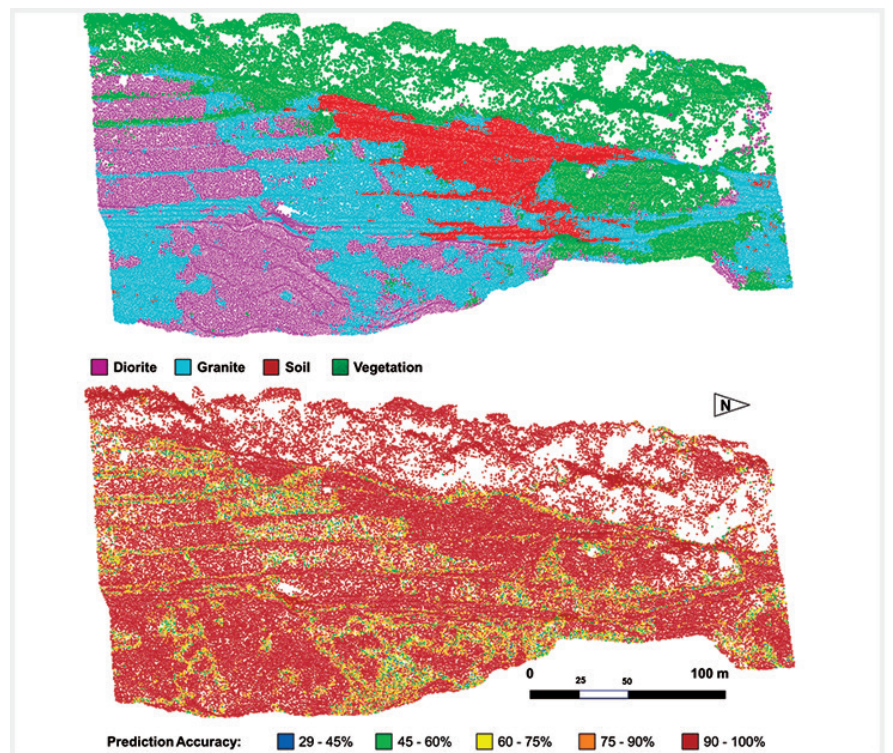 Diorite Granite Soil Vegetation
N
0 25 50 100 m
Prediction Accuracy: 29 - 45% 45 - 60% 60 - 75% 75 - 90% 90 - 100%